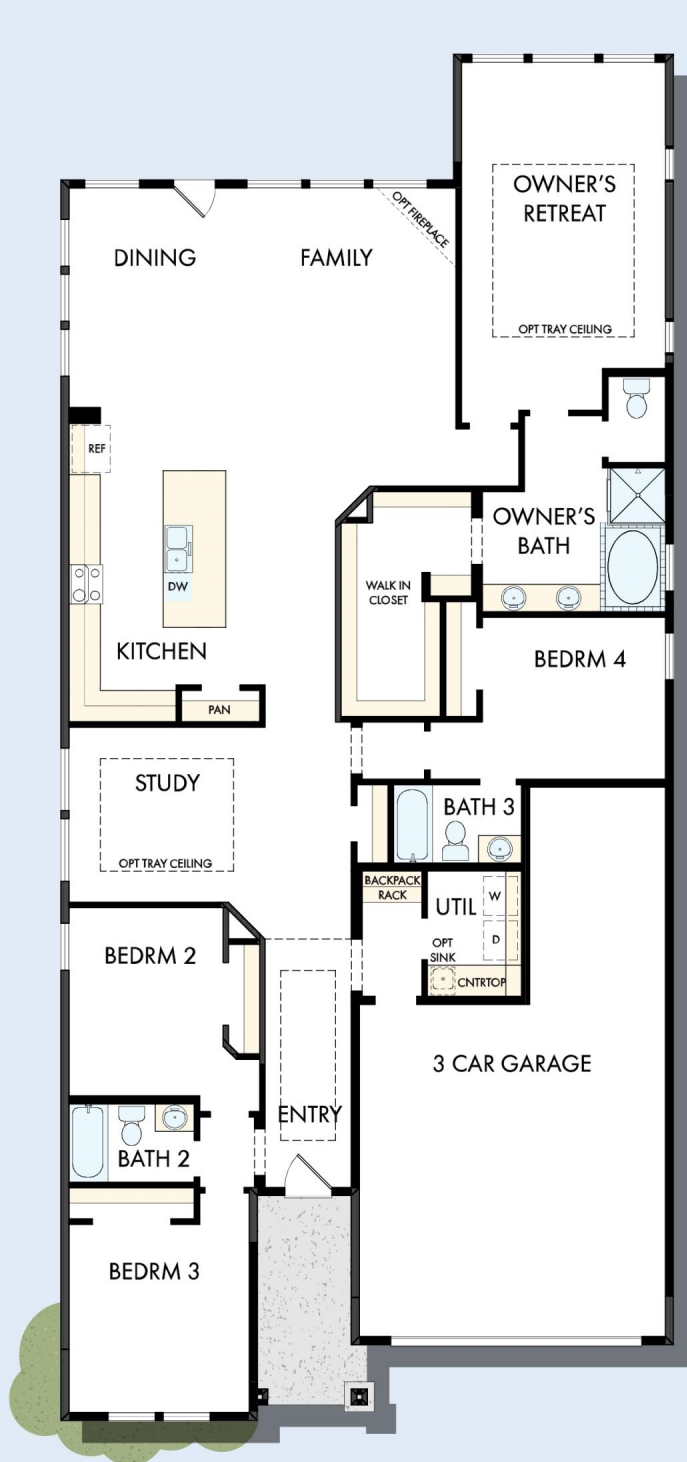 OWNER'S
RETREAT
OPT TRAY CEILING
OPT FIREPLACE
DINING
FAMILY
REF
DW
KITCHEN
PAN
WALK IN
CLOSET
OWNER'S
BATH
BEDRM 4
STUDY
OPT TRAY CEILING
BATH 3
BACKPACK
RACK
UTIL
W
D
OPT
SINK
CNTRTOP
BEDRM 2
3 CAR GARAGE
ENTRY
BATH 2
BEDRM 3